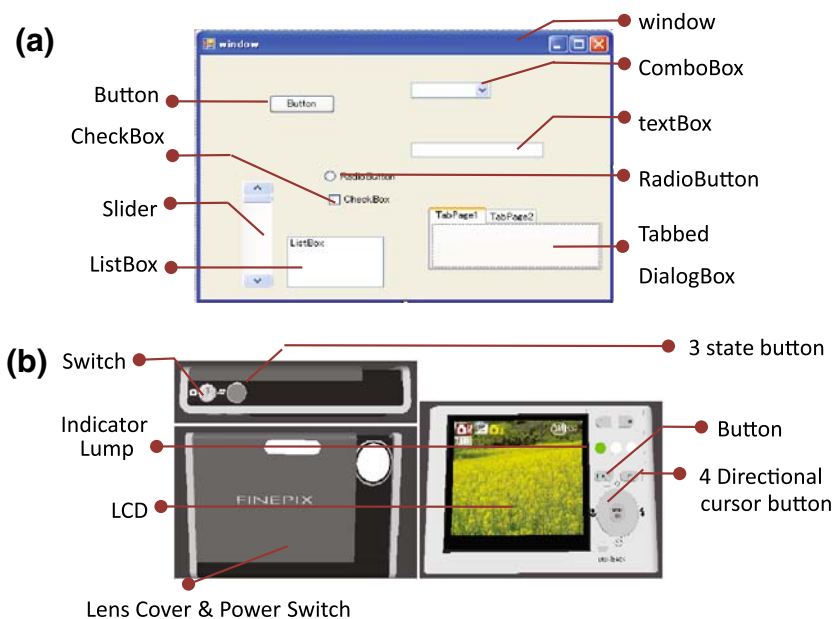 (a)
window
window
ComboBox
Button
Button
CheckBox
textBox
RadioButton
RadioButton
CheckBox
Slider
TabPage1 TabPage2
Tabbed
DialogBox
ListBox
ListBox
(b)
Switch
3 state button
Indicator
Lump
Button
FINEPIX
LCD
4 Directional
cursor button
Lens Cover & Power Switch